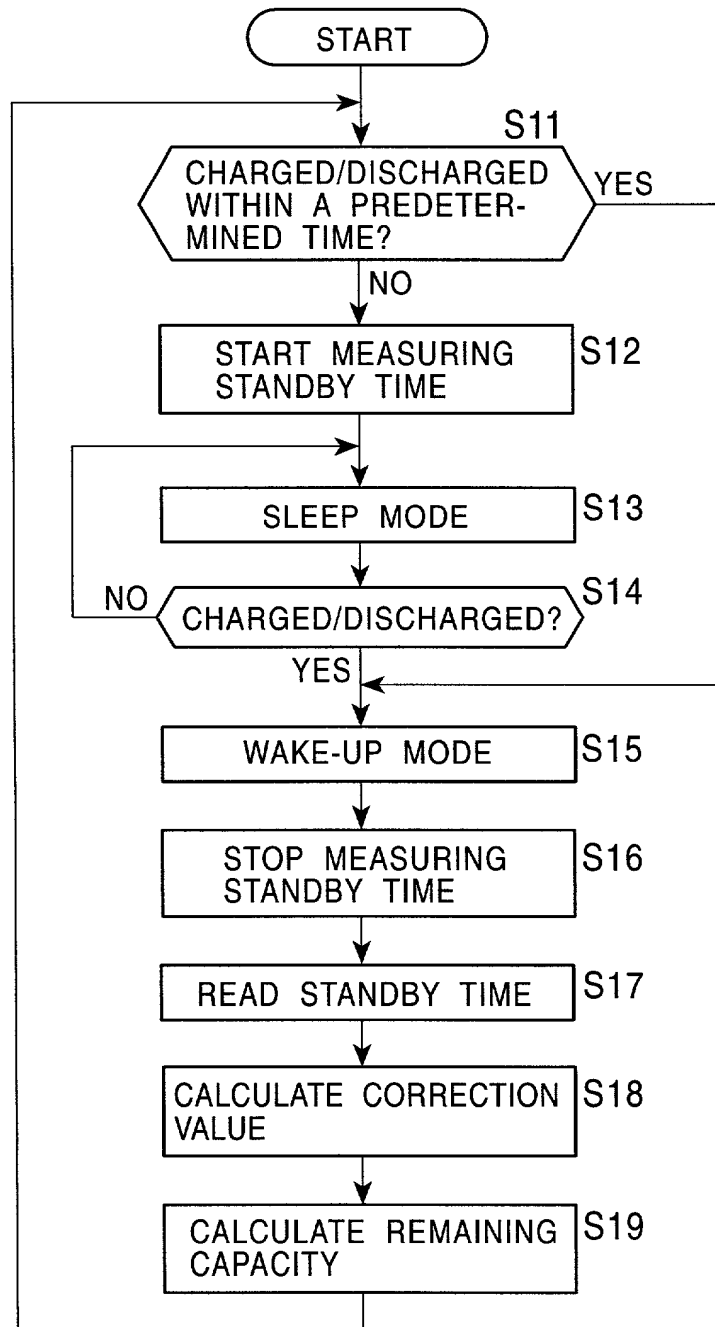 START
S11
CHARGED/DISCHARGED
WITHIN A PREDETER-
MINED TIME?
YES
NO
START MEASURING
STANDBY TIME
S12
SLEEP MODE
S13
S14
NO
CHARGED/DISCHARGED?
YES
WAKE-UP MODE
S15
STOP MEASURING
STANDBY TIME
S16
READ STANDBY TIME
S17
CALCULATE CORRECTION
VALUE
S18
CALCULATE REMAINING
CAPACITY
S19